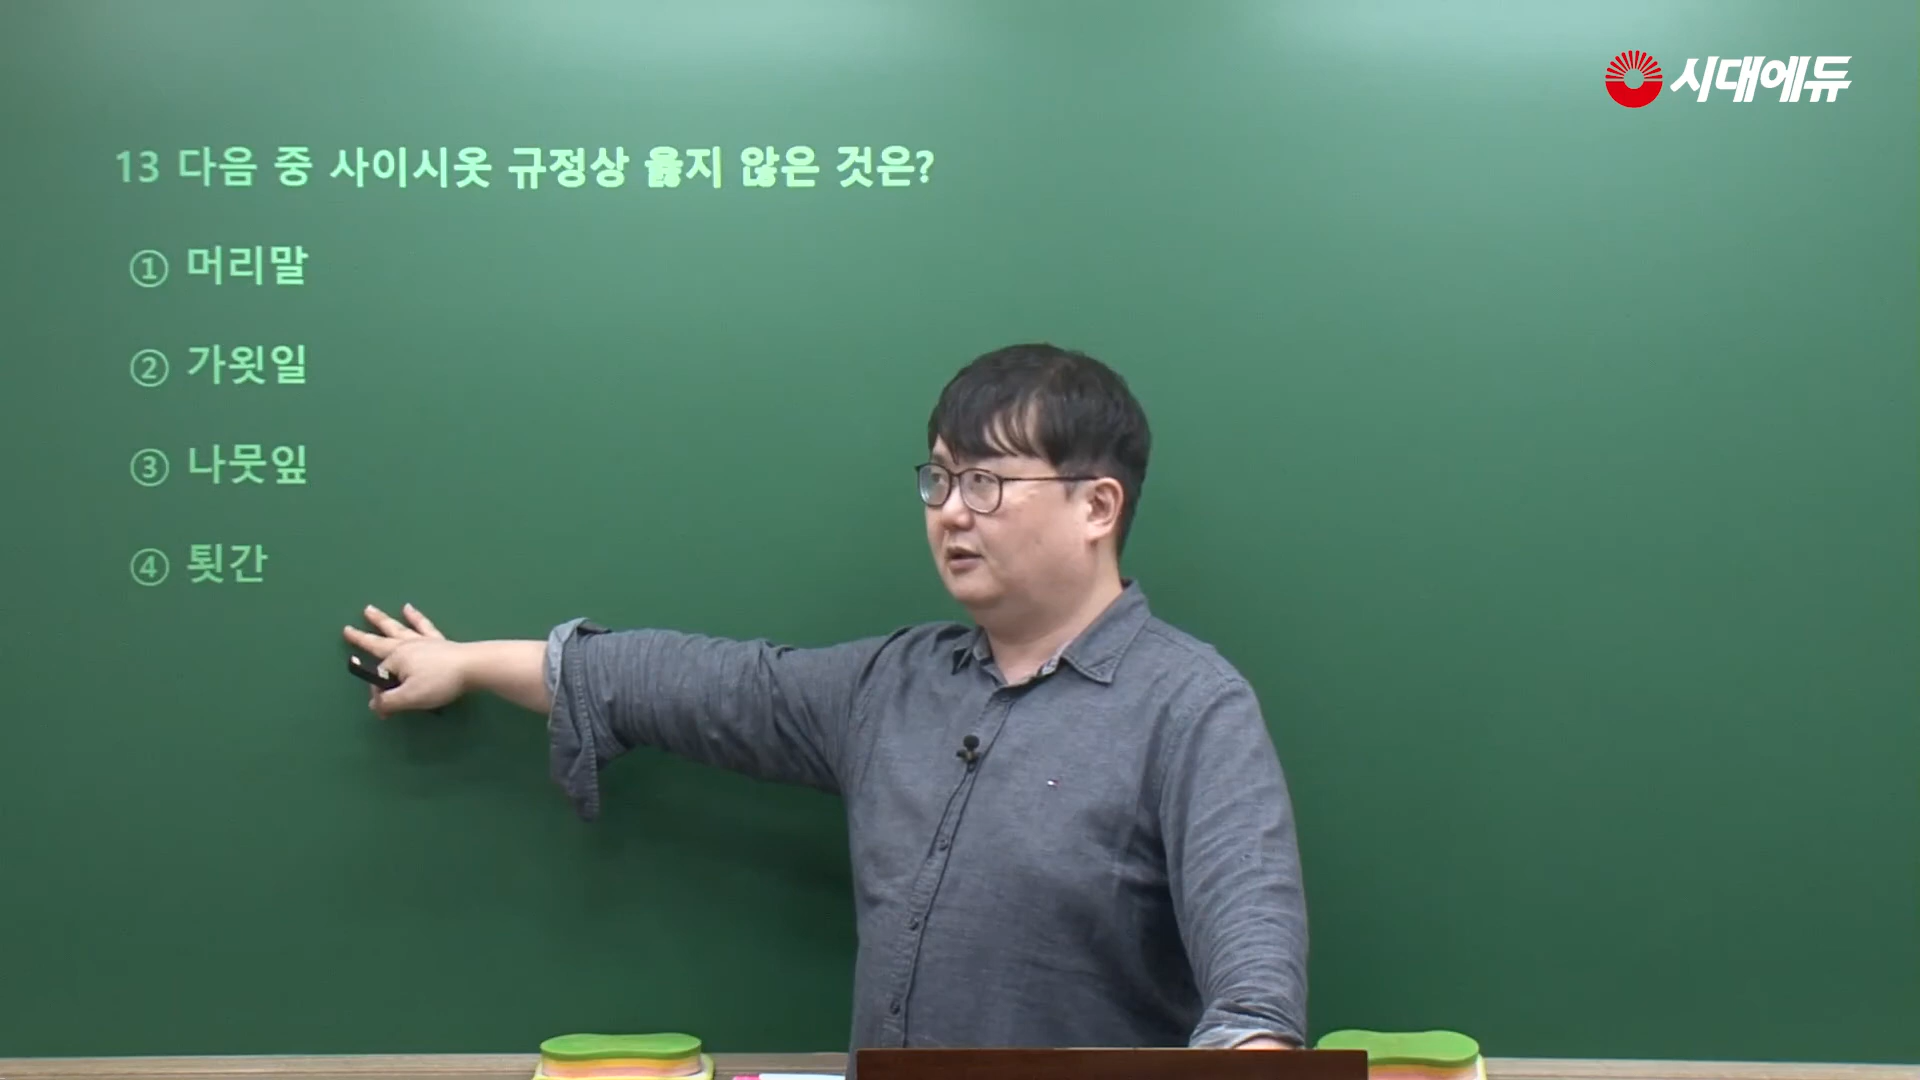 시대에듀
13 다음 중 사이시옷 규정상 옳지 않은 것은?
① 머리말
② 가욋일
③ 나뭇잎
④ 툇간